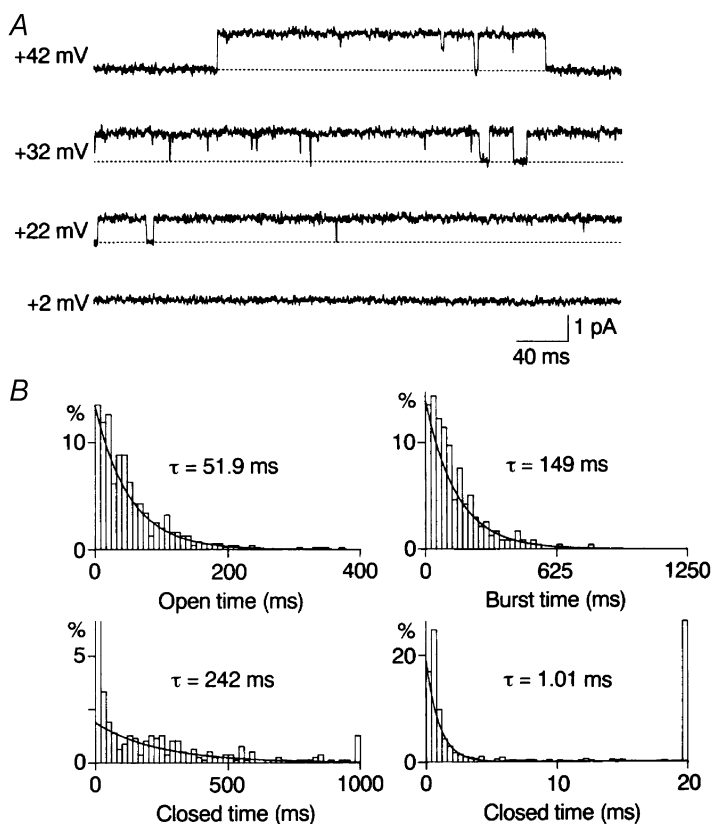 A
+42 mV
+32 mV
+22 mV
+2 mV
1 pA
40 ms
B
%
10
0
τ = 51.9 ms
0 200 400
Open time (ms)
%
10
0
τ = 149 ms
0 625 1250
Burst time (ms)
%
5
0
τ = 242 ms
0 500 1000
Closed time (ms)
%
20
0
τ = 1.01 ms
0 10 20
Closed time (ms)